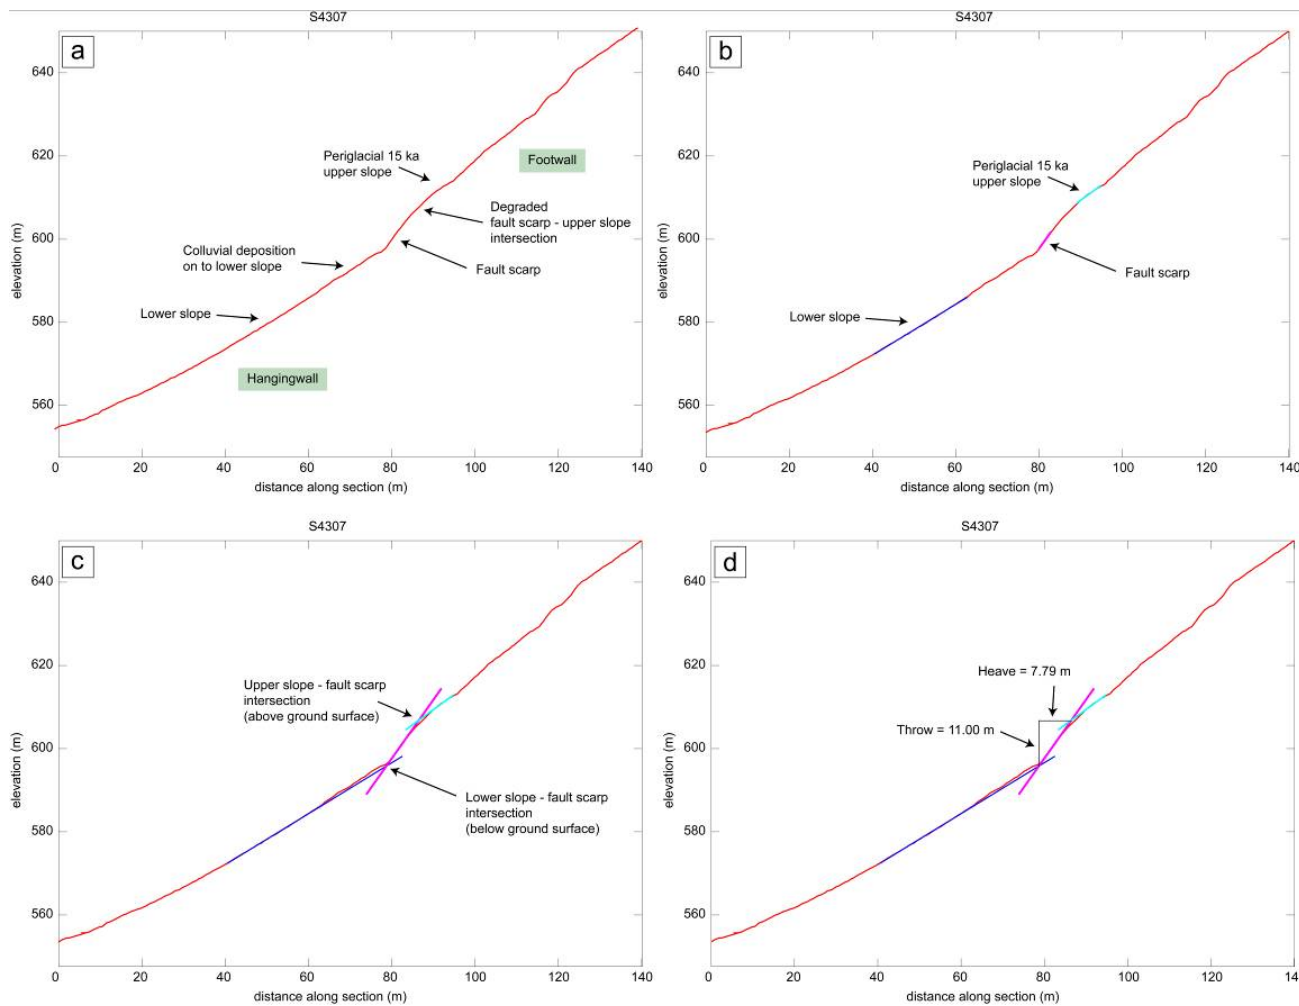 S4307
a
640
620
600
580
560
elevation (m)
Periglacial 15 ka
upper slope
Footwall
Degraded
fault scarp - upper slope
intersection
Colluvial deposition
on to lower slope
Fault scarp
Lower slope
Hangingwall
0 20 40 60 80 100 120 140
distance along section (m)
S4307
b
640
620
600
580
560
elevation (m)
Periglacial 15 ka
upper slope
Fault scarp
Lower slope
0 20 40 60 80 100 120 140
distance along section (m)
S4307
c
640
620
600
580
560
elevation (m)
Upper slope - fault scarp
intersection
(above ground surface)
Lower slope - fault scarp
intersection
(below ground surface)
0 20 40 60 80 100 120 140
distance along section (m)
S4307
d
640
620
600
580
560
elevation (m)
Heave = 7.79 m
Throw = 11.00 m
0 20 40 60 80 100 120 14
distance along section (m)